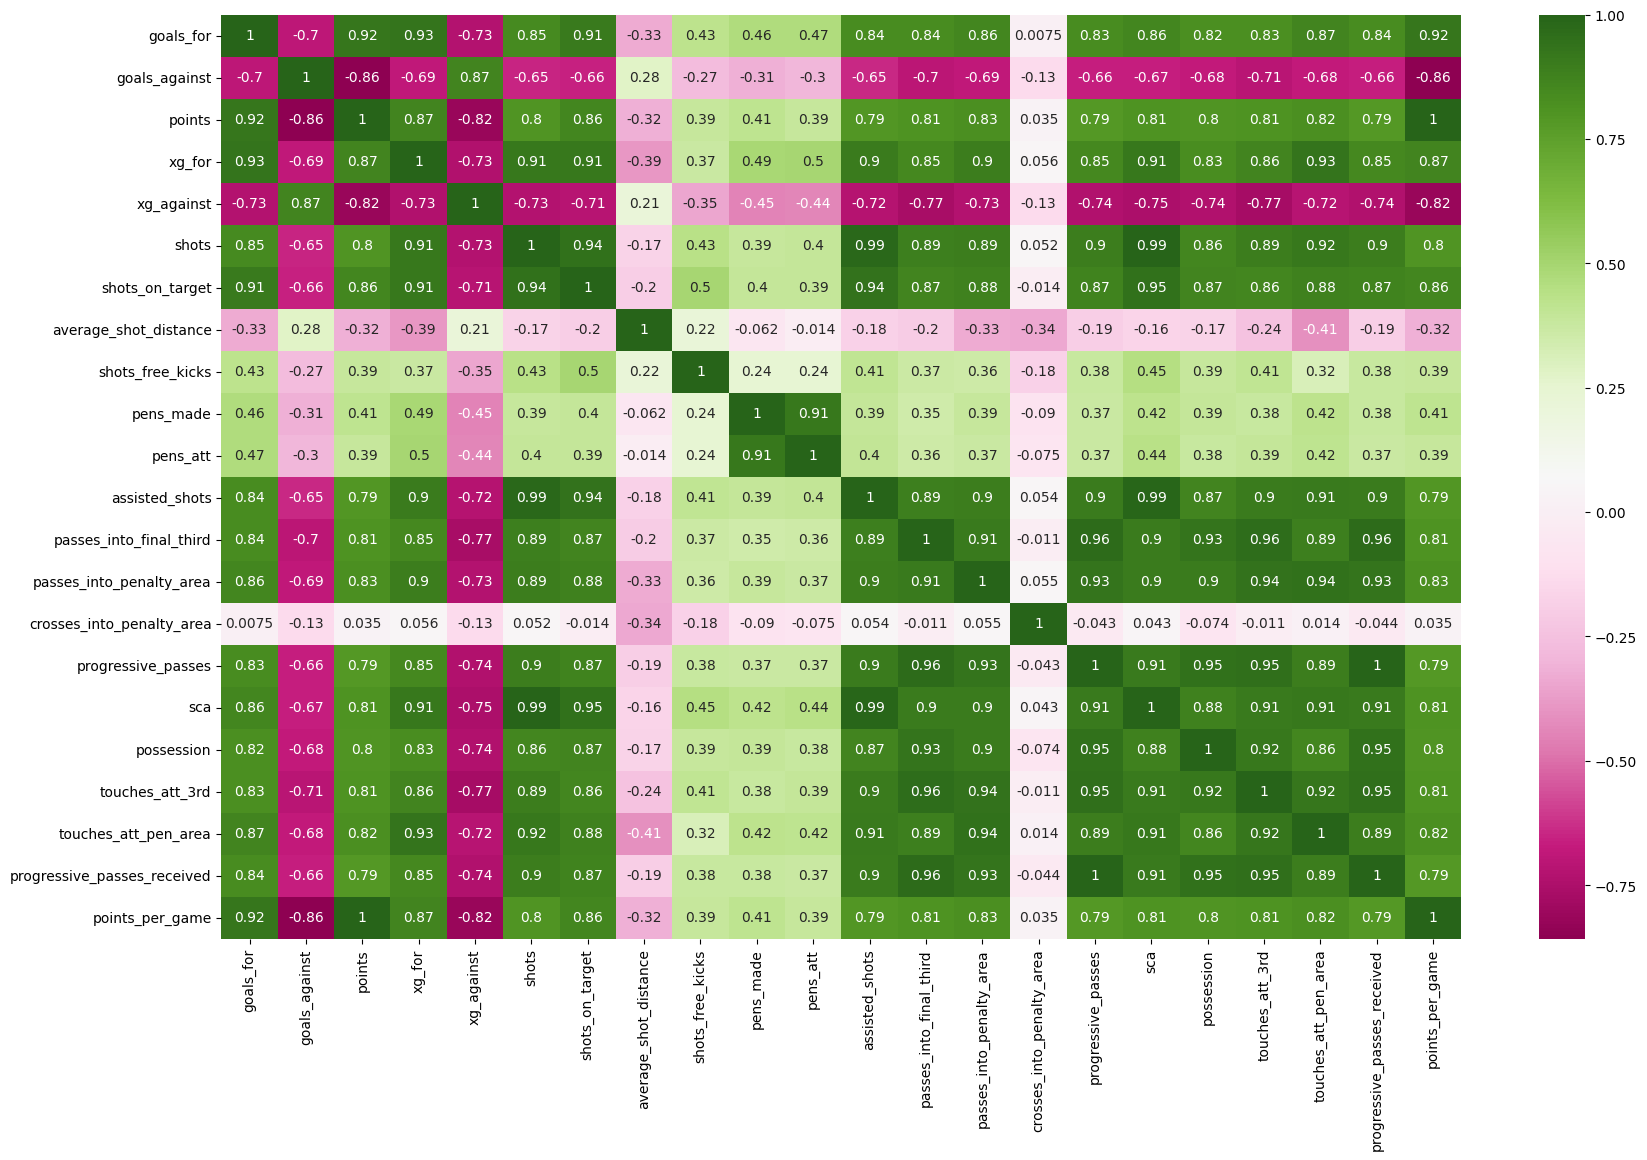 goals_for 1 -0.7 0.92 0.93 -0.73 0.85 0.91 -0.33 0.43 0.46 0.47 0.84 0.84 0.86 0.0075 0.83 0.86 0.82 0.83 0.87 0.84 0.92
goals_against -0.7 1 -0.86 -0.69 0.87 -0.65 -0.66 0.28 -0.27 -0.31 -0.3 -0.65 -0.7 -0.69 -0.13 -0.66 -0.67 -0.68 -0.71 -0.68 -0.66 -0.86
points 0.92 -0.86 1 0.87 -0.82 0.8 0.86 -0.32 0.39 0.41 0.39 0.79 0.81 0.83 0.035 0.79 0.81 0.8 0.81 0.82 0.79 1
xg_for 0.93 -0.69 0.87 1 -0.73 0.91 0.91 -0.39 0.37 0.49 0.5 0.9 0.85 0.9 0.056 0.85 0.91 0.83 0.86 0.93 0.85 0.87
xg_against -0.73 0.87 -0.82 -0.73 1 -0.73 -0.71 0.21 -0.35 -0.45 -0.44 -0.72 -0.77 -0.73 -0.13 -0.74 -0.75 -0.74 -0.77 -0.72 -0.74 -0.82
shots 0.85 -0.65 0.8 0.91 -0.73 1 0.94 -0.17 0.43 0.39 0.4 0.99 0.89 0.89 0.052 0.9 0.99 0.86 0.89 0.92 0.9 0.8
shots_on_target 0.91 -0.66 0.86 0.91 -0.71 0.94 1 -0.2 0.5 0.4 0.39 0.94 0.87 0.88 -0.014 0.87 0.95 0.87 0.86 0.88 0.87 0.86
average_shot_distance -0.33 0.28 -0.32 -0.39 0.21 -0.17 -0.2 1 0.22 -0.062 -0.014 -0.18 -0.2 -0.33 -0.34 -0.19 -0.16 -0.17 -0.24 -0.41 -0.19 -0.32
shots_free_kicks 0.43 -0.27 0.39 0.37 -0.35 0.43 0.5 0.22 1 0.24 0.24 0.41 0.37 0.36 -0.18 0.38 0.45 0.39 0.41 0.32 0.38 0.39
pens_made 0.46 -0.31 0.41 0.49 -0.45 0.39 0.4 -0.062 0.24 1 0.91 0.39 0.35 0.39 -0.09 0.37 0.42 0.39 0.38 0.42 0.38 0.41
pens_att 0.47 -0.3 0.39 0.5 -0.44 0.4 0.39 -0.014 0.24 0.91 1 0.4 0.36 0.37 -0.075 0.37 0.44 0.38 0.39 0.42 0.37 0.39
assisted_shots 0.84 -0.65 0.79 0.9 -0.72 0.99 0.94 -0.18 0.41 0.39 0.4 1 0.89 0.9 0.054 0.9 0.99 0.87 0.9 0.91 0.9 0.79
passes_into_final_third 0.84 -0.7 0.81 0.85 -0.77 0.89 0.87 -0.2 0.37 0.35 0.36 0.89 1 0.91 -0.011 0.96 0.9 0.93 0.96 0.89 0.96 0.81
passes_into_penalty_area 0.86 -0.69 0.83 0.9 -0.73 0.89 0.88 -0.33 0.36 0.39 0.37 0.9 0.91 1 0.055 0.93 0.9 0.9 0.94 0.94 0.93 0.83
crosses_into_penalty_area 0.0075 -0.13 0.035 0.056 -0.13 0.052 -0.014 -0.34 -0.18 -0.09 -0.075 0.054 -0.011 0.055 1 -0.043 0.043 -0.074 -0.011 0.014 -0.044 0.035
progressive_passes 0.83 -0.66 0.79 0.85 -0.74 0.9 0.87 -0.19 0.38 0.37 0.37 0.9 0.96 0.93 -0.043 1 0.91 0.95 0.95 0.89 1 0.79
sca 0.86 -0.67 0.81 0.91 -0.75 0.99 0.95 -0.16 0.45 0.42 0.44 0.99 0.9 0.9 0.043 0.91 1 0.88 0.91 0.91 0.91 0.81
possession 0.82 -0.68 0.8 0.83 -0.74 0.86 0.87 -0.17 0.39 0.39 0.38 0.87 0.93 0.9 -0.074 0.95 0.88 1 0.92 0.86 0.95 0.8
touches_att_3rd 0.83 -0.71 0.81 0.86 -0.77 0.89 0.86 -0.24 0.41 0.38 0.39 0.9 0.96 0.94 -0.011 0.95 0.91 0.92 1 0.92 0.95 0.81
touches_att_pen_area 0.87 -0.68 0.82 0.93 -0.72 0.92 0.88 -0.41 0.32 0.42 0.42 0.91 0.89 0.94 0.014 0.89 0.91 0.86 0.92 1 0.89 0.82
progressive_passes_received 0.84 -0.66 0.79 0.85 -0.74 0.9 0.87 -0.19 0.38 0.38 0.37 0.9 0.96 0.93 -0.044 1 0.91 0.95 0.95 0.89 1 0.79
points_per_game 0.92 -0.86 1 0.87 -0.82 0.8 0.86 -0.32 0.39 0.41 0.39 0.79 0.81 0.83 0.035 0.79 0.81 0.8 0.81 0.82 0.79 1
goals_for
goals_against
points
xg_for
xg_against
shots
shots_on_target
average_shot_distance
shots_free_kicks
pens_made
pens_att
assisted_shots
passes_into_final_third
passes_into_penalty_area
crosses_into_penalty_area
progressive_passes
sca
possession
touches_att_3rd
touches_att_pen_area
progressive_passes_received
points_per_game
1.00
0.75
0.50
0.25
0.00
−0.25
−0.50
−0.75